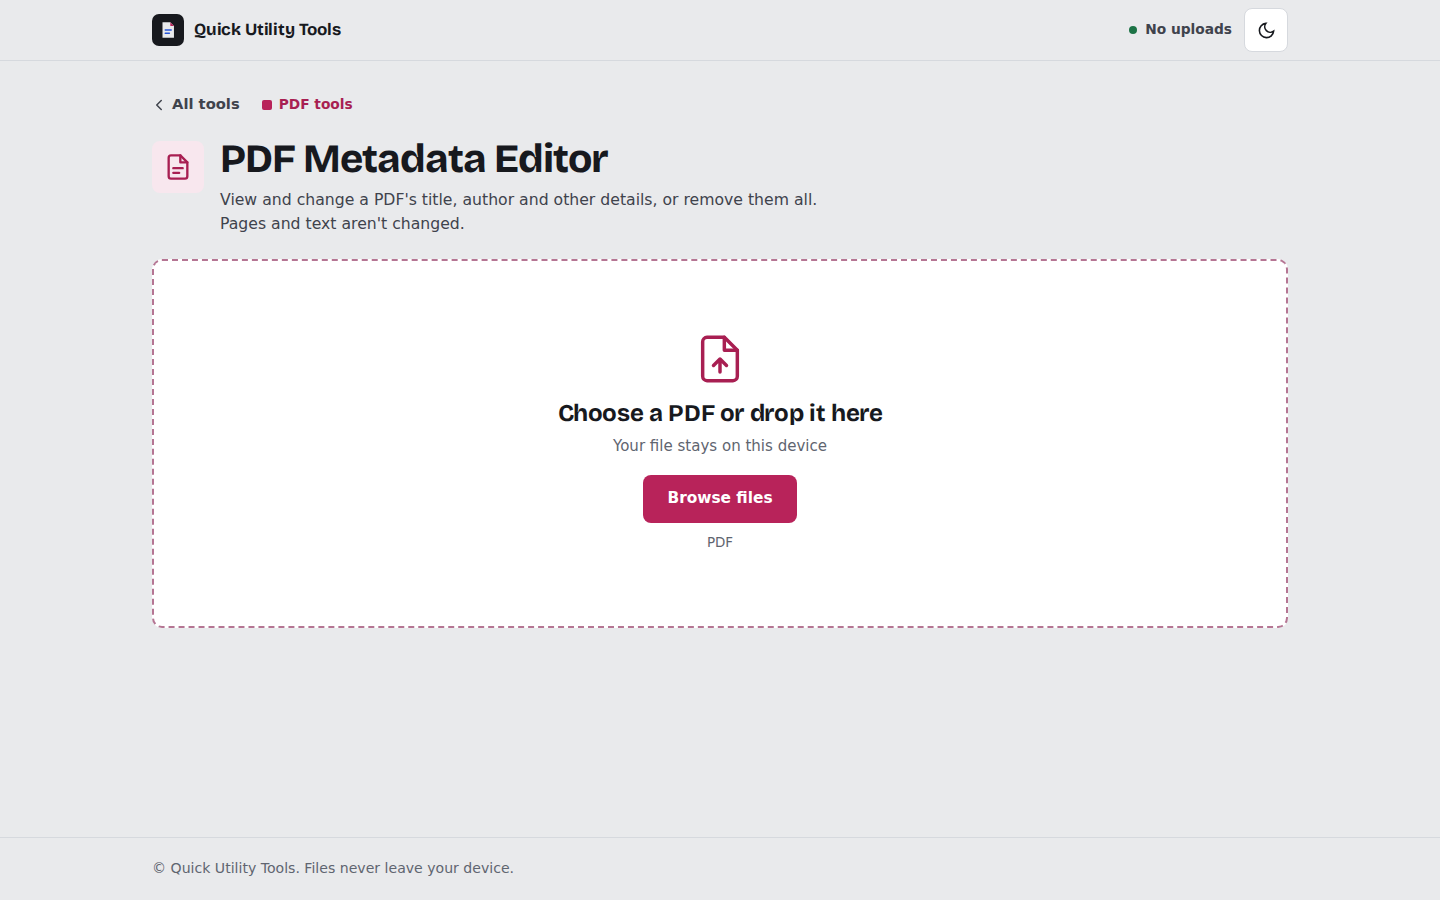 Quick Utility Tools
No uploads
All tools
PDF tools
PDF Metadata Editor
View and change a PDF's title, author and other details, or remove them all.
Pages and text aren't changed.
Choose a PDF or drop it here
Your file stays on this device
Browse files
PDF
© Quick Utility Tools. Files never leave your device.